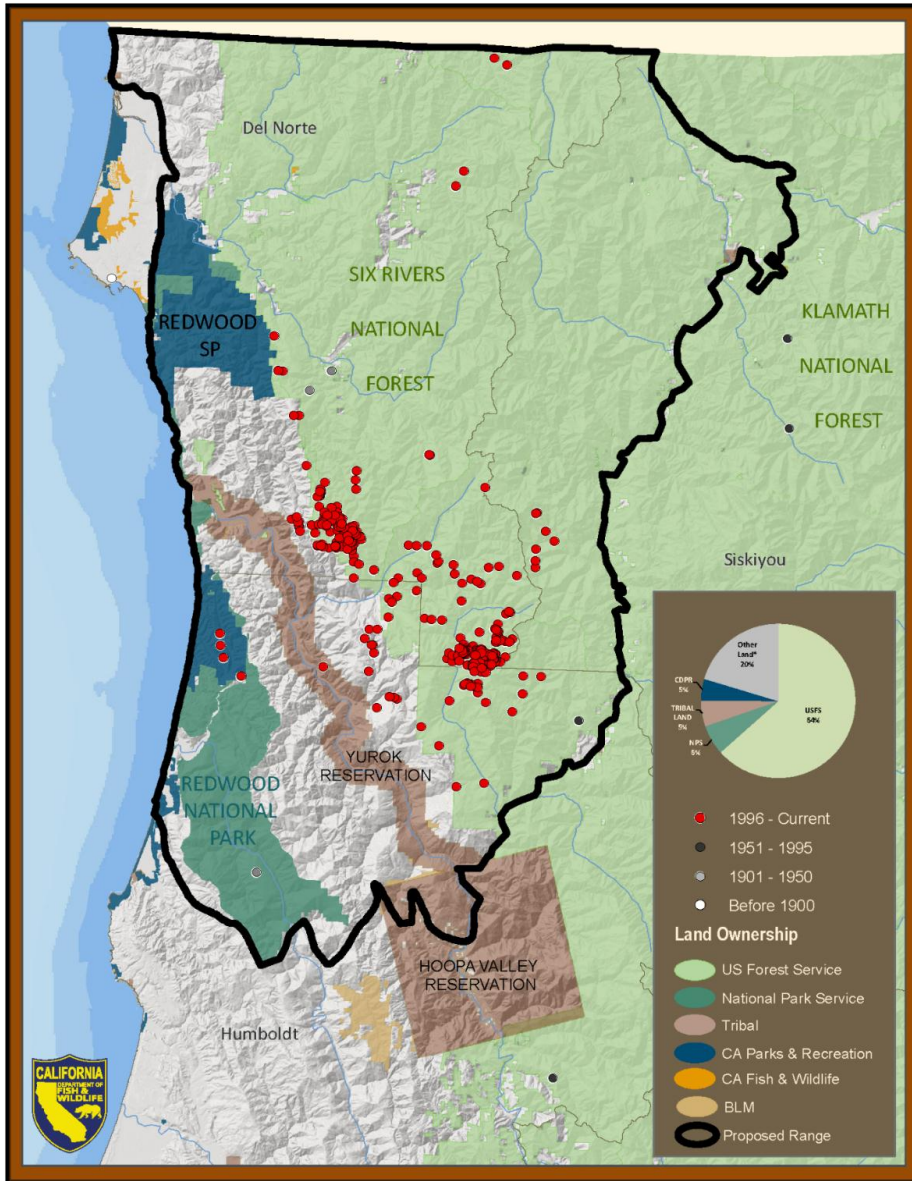 Del Norte
SIX RIVERS
NATIONAL
FOREST
REDWOOD
SP
KLAMATH
NATIONAL
FOREST
Siskiyou
YUROK
RESERVATION
REDWOOD
NATIONAL
PARK
HOOPA VALLEY
RESERVATION
Humboldt
Other
Land*
20%
CDPR
5%
TRIBAL
LAND
5%
NPS
6%
USFS
64%
1996 - Current
1951 - 1995
1901 - 1950
Before 1900
Land Ownership
US Forest Service
National Park Service
Tribal
CA Parks & Recreation
CA Fish & Wildlife
BLM
Proposed Range
CALIFORNIA
DEPARTMENT OF
FISH &
WILDLIFE